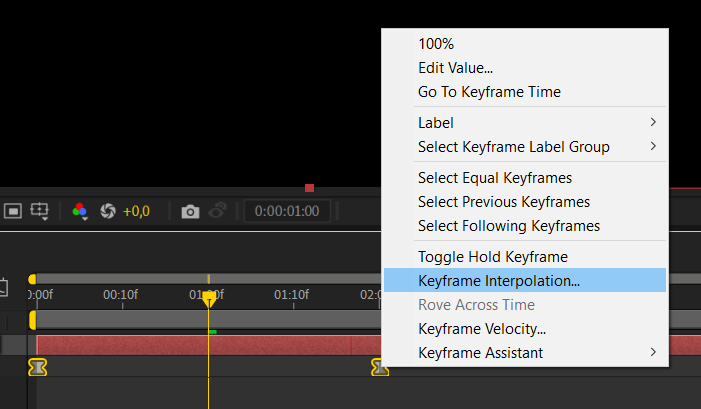 100%
Edit Value...
Go To Keyframe Time
Label
Select Keyframe Label Group
Select Equal Keyframes
Select Previous Keyframes
Select Following Keyframes
Toggle Hold Keyframe
Keyframe Interpolation...
Rove Across Time
Keyframe Velocity...
Keyframe Assistant
+0,0
0:00:01:00
0:00f
00:10f
01:00f
01:10f
02:0